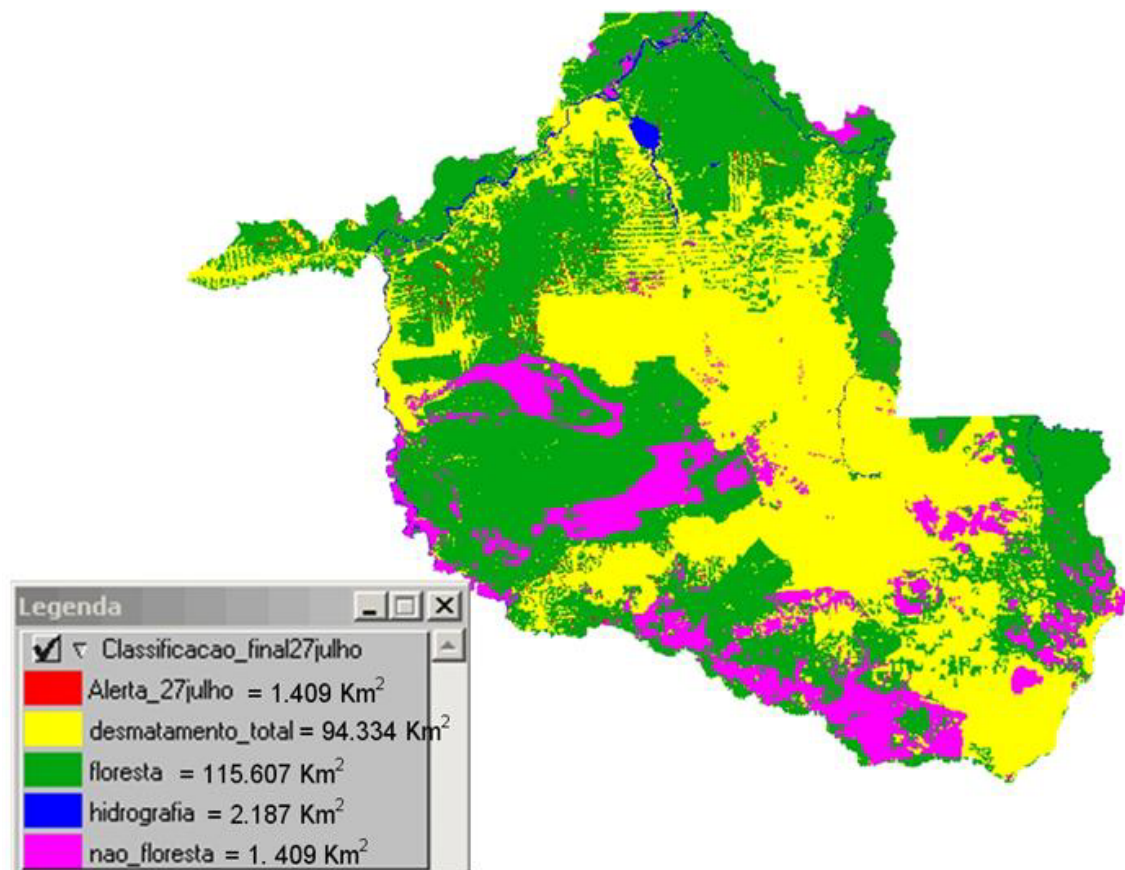 Legenda
Classificacao_final27julho
Alerta_27julho = 1.409 Km²
desmatamento_total = 94.334 Km²
floresta = 115.607 Km²
hidrografia = 2.187 Km²
nao_floresta = 1. 409 Km²